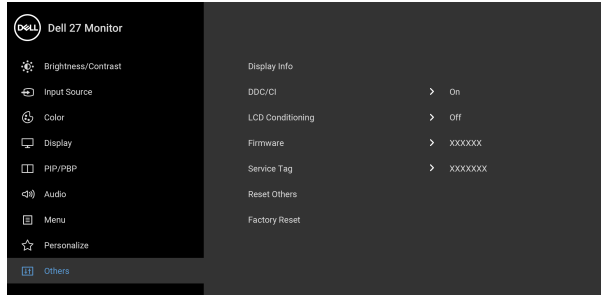 DELL Dell 27 Monitor
Brightness/Contrast
Display Info
Input Source
DDC/CI > On
Color
LCD Conditioning > Off
Display
Firmware > XXXXXX
PIP/PBP
Service Tag > XXXXXXX
Audio
Reset Others
Menu
Factory Reset
Personalize
Others